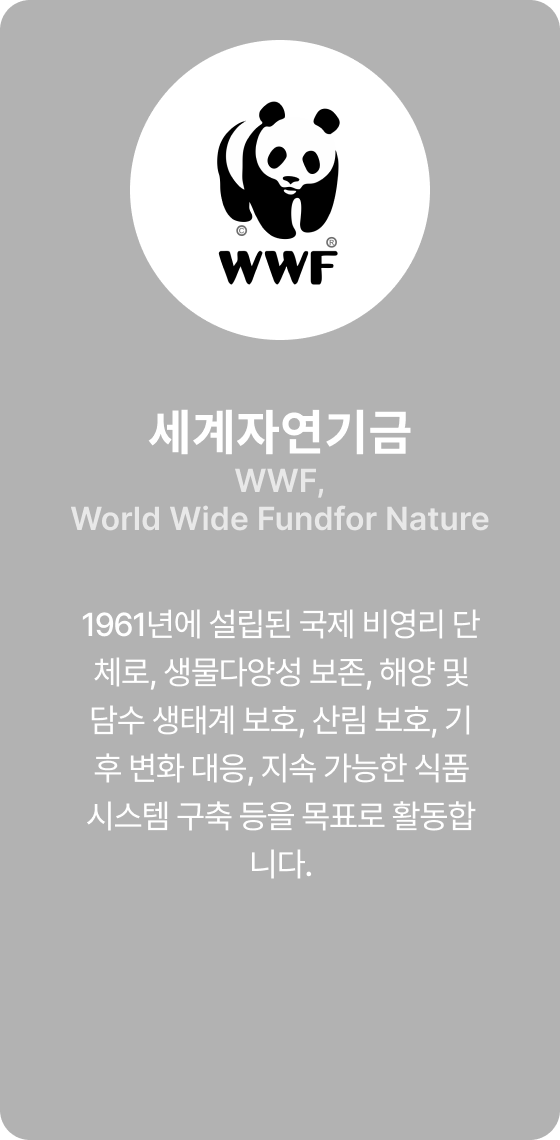 ©
®
WWF
세계자연기금
WWF,
World Wide Fundfor Nature
1961년에 설립된 국제 비영리 단
체로, 생물다양성 보존, 해양 및
담수 생태계 보호, 산림 보호, 기
후 변화 대응, 지속 가능한 식품
시스템 구축 등을 목표로 활동합
니다.